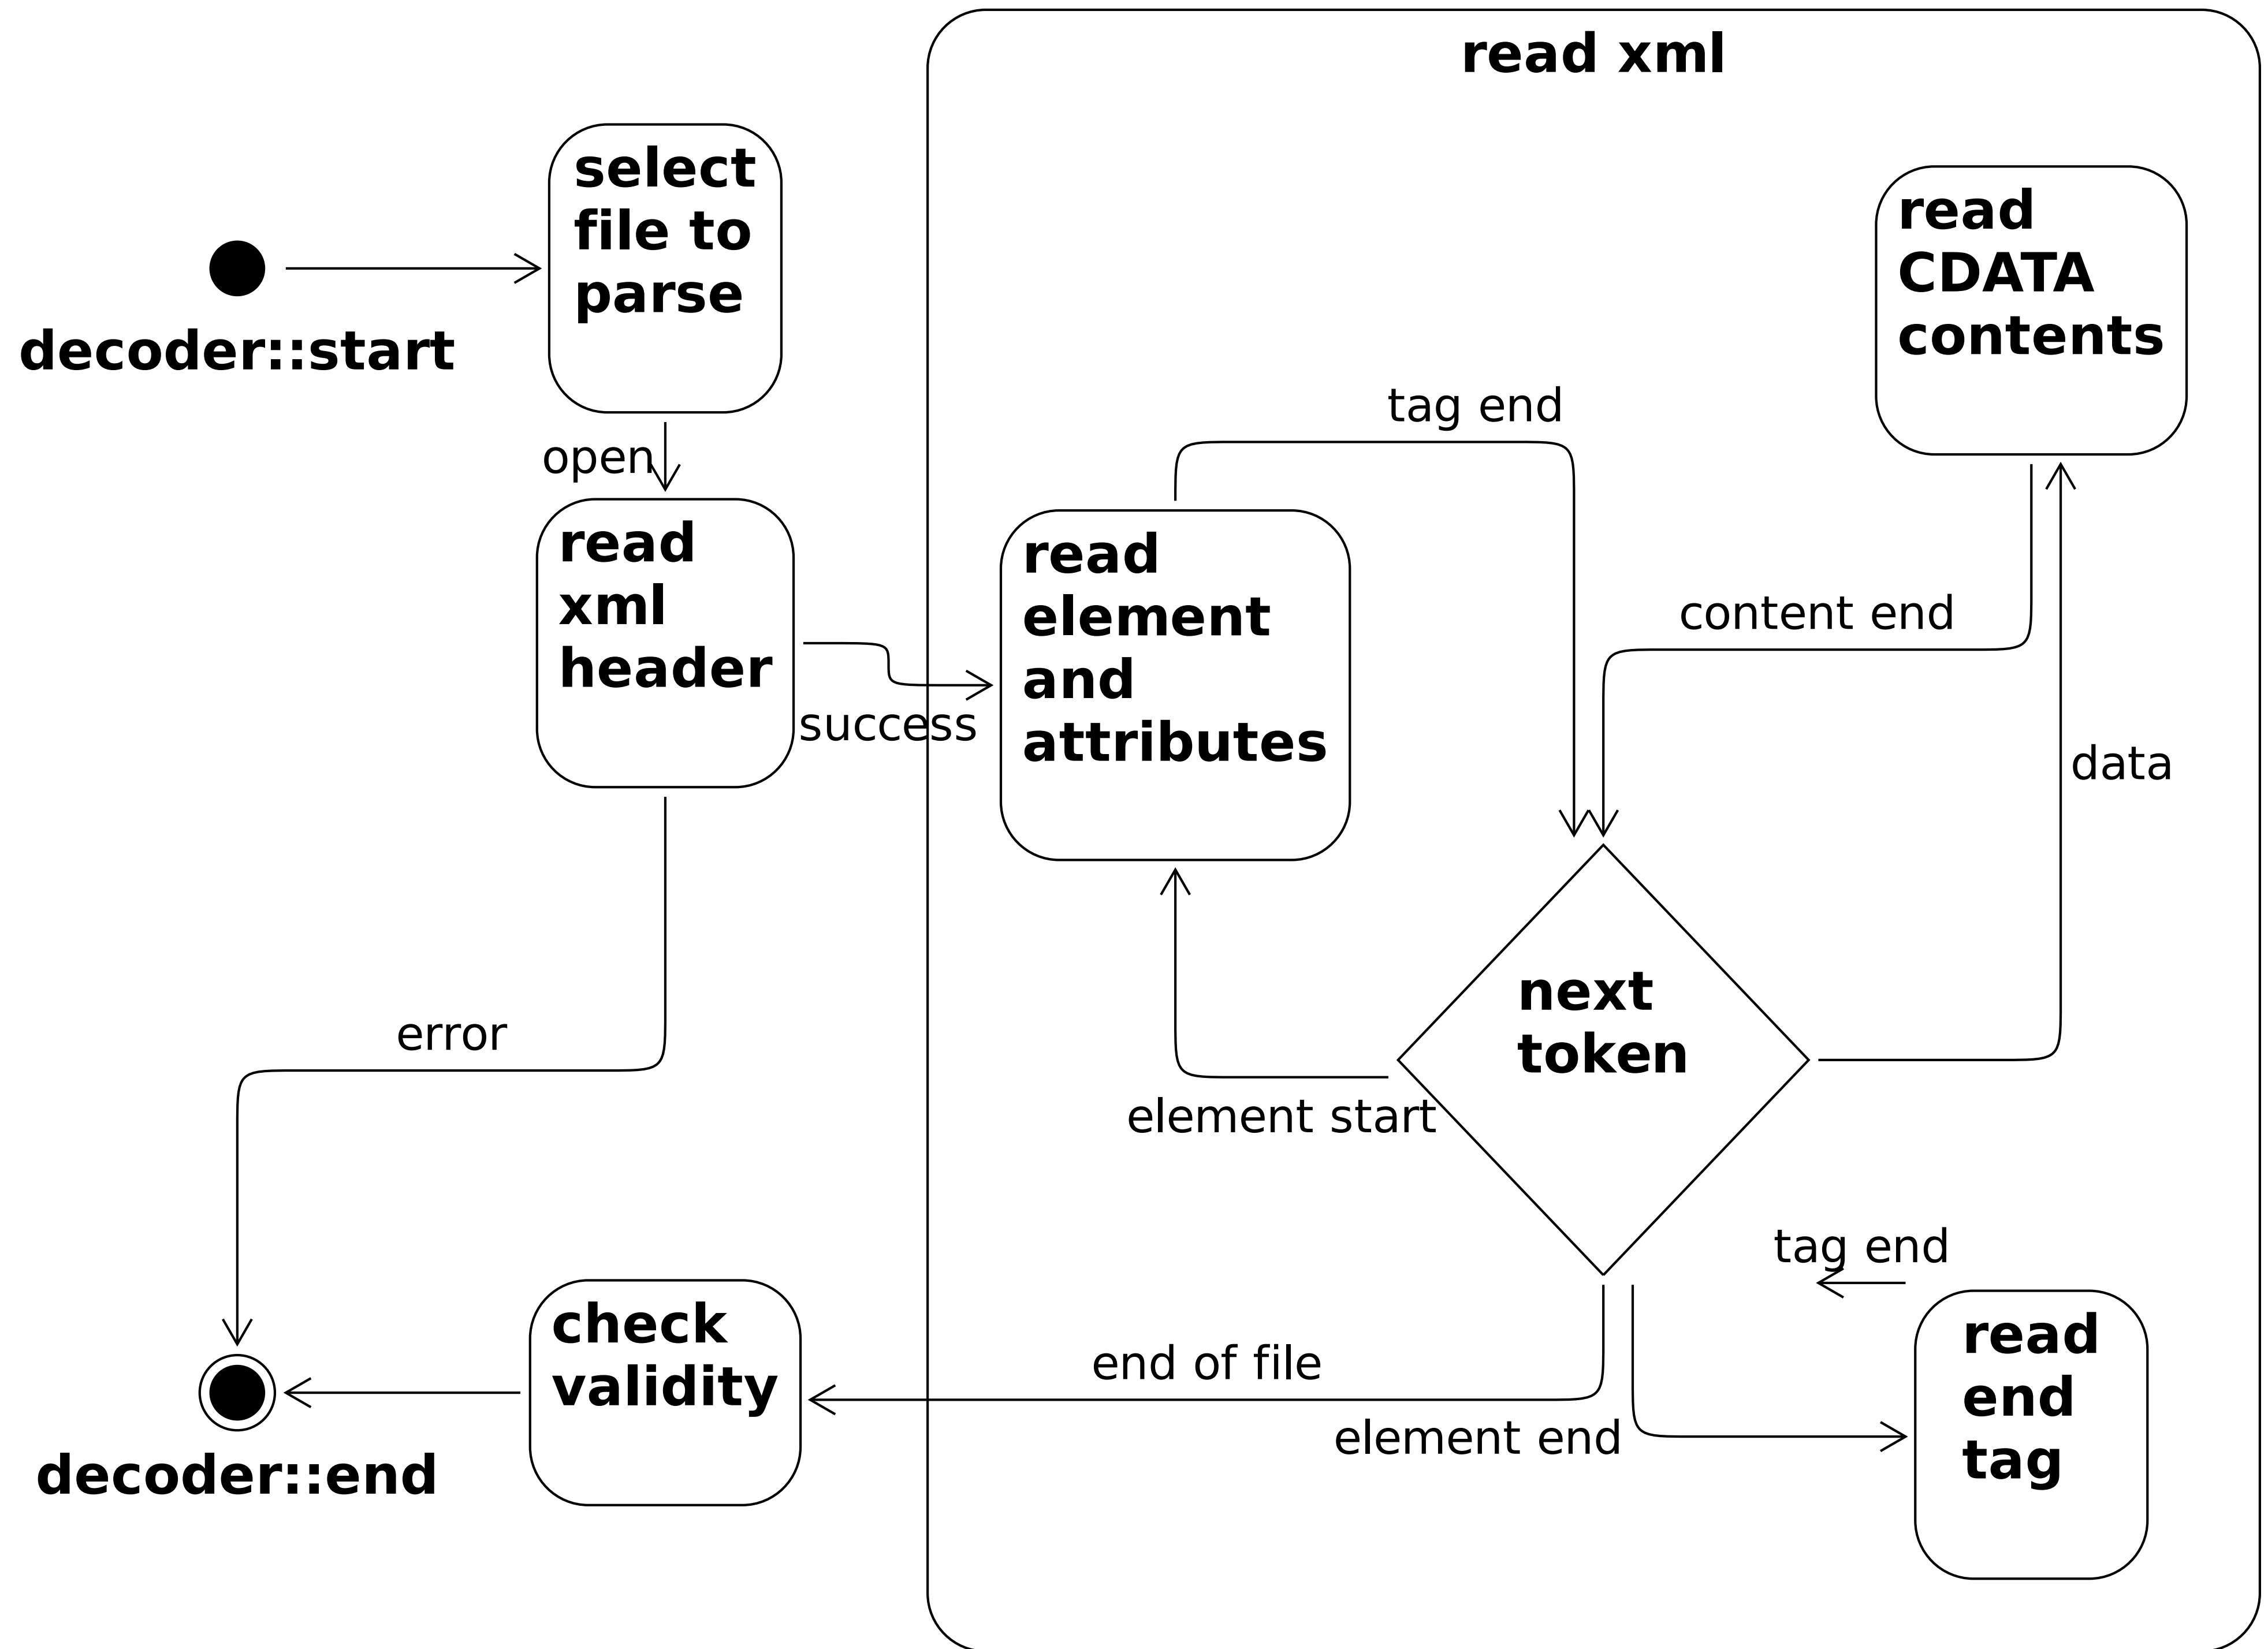 read xml
select
file to
parse
decoder::start
read
CDATA
contents
tag end
open
read
xml
header
read
element
and
attributes
content end
success
data
error
next
token
element start
tag end
check
validity
end of file
element end
read
end
tag
decoder::end